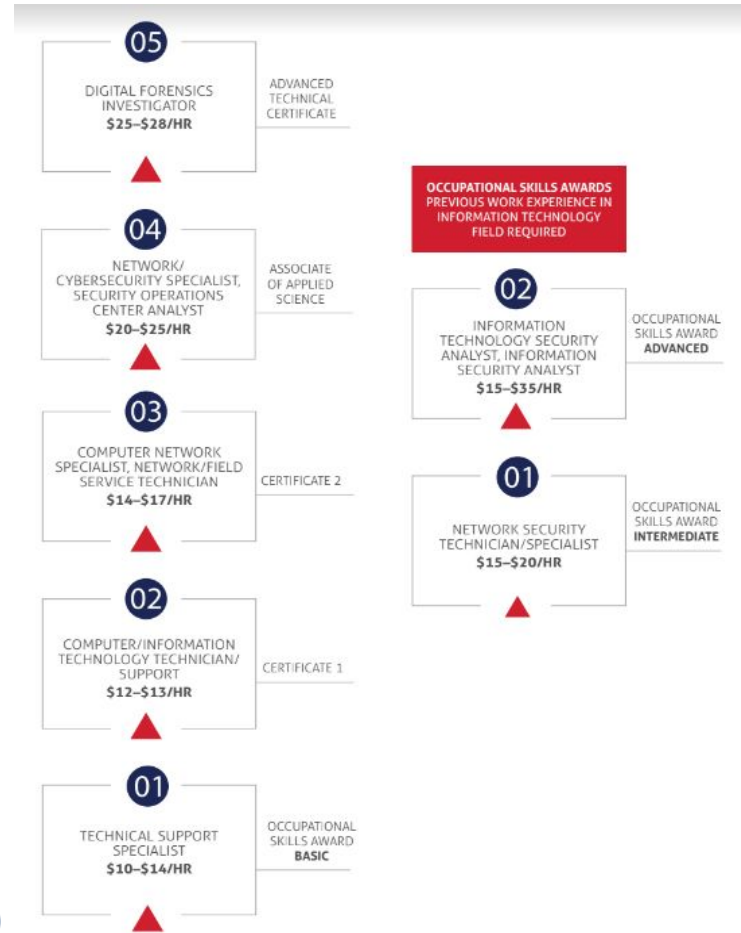 05
DIGITAL FORENSICS
INVESTIGATOR
$25–$28/HR
ADVANCED
TECHNICAL
CERTIFICATE
04
NETWORK/
CYBERSECURITY SPECIALIST,
SECURITY OPERATIONS
CENTER ANALYST
$20–$25/HR
ASSOCIATE
OF APPLIED
SCIENCE
03
COMPUTER NETWORK
SPECIALIST, NETWORK/FIELD
SERVICE TECHNICIAN
$14–$17/HR
CERTIFICATE 2
02
COMPUTER/INFORMATION
TECHNOLOGY TECHNICIAN/
SUPPORT
$12–$13/HR
CERTIFICATE 1
01
TECHNICAL SUPPORT
SPECIALIST
$10–$14/HR
OCCUPATIONAL
SKILLS AWARD
BASIC
OCCUPATIONAL SKILLS AWARDS
PREVIOUS WORK EXPERIENCE IN
INFORMATION TECHNOLOGY
FIELD REQUIRED
02
INFORMATION
TECHNOLOGY SECURITY
ANALYST, INFORMATION
SECURITY ANALYST
$15–$35/HR
OCCUPATIONAL
SKILLS AWARD
ADVANCED
01
NETWORK SECURITY
TECHNICIAN/SPECIALIST
$15–$20/HR
OCCUPATIONAL
SKILLS AWARD
INTERMEDIATE